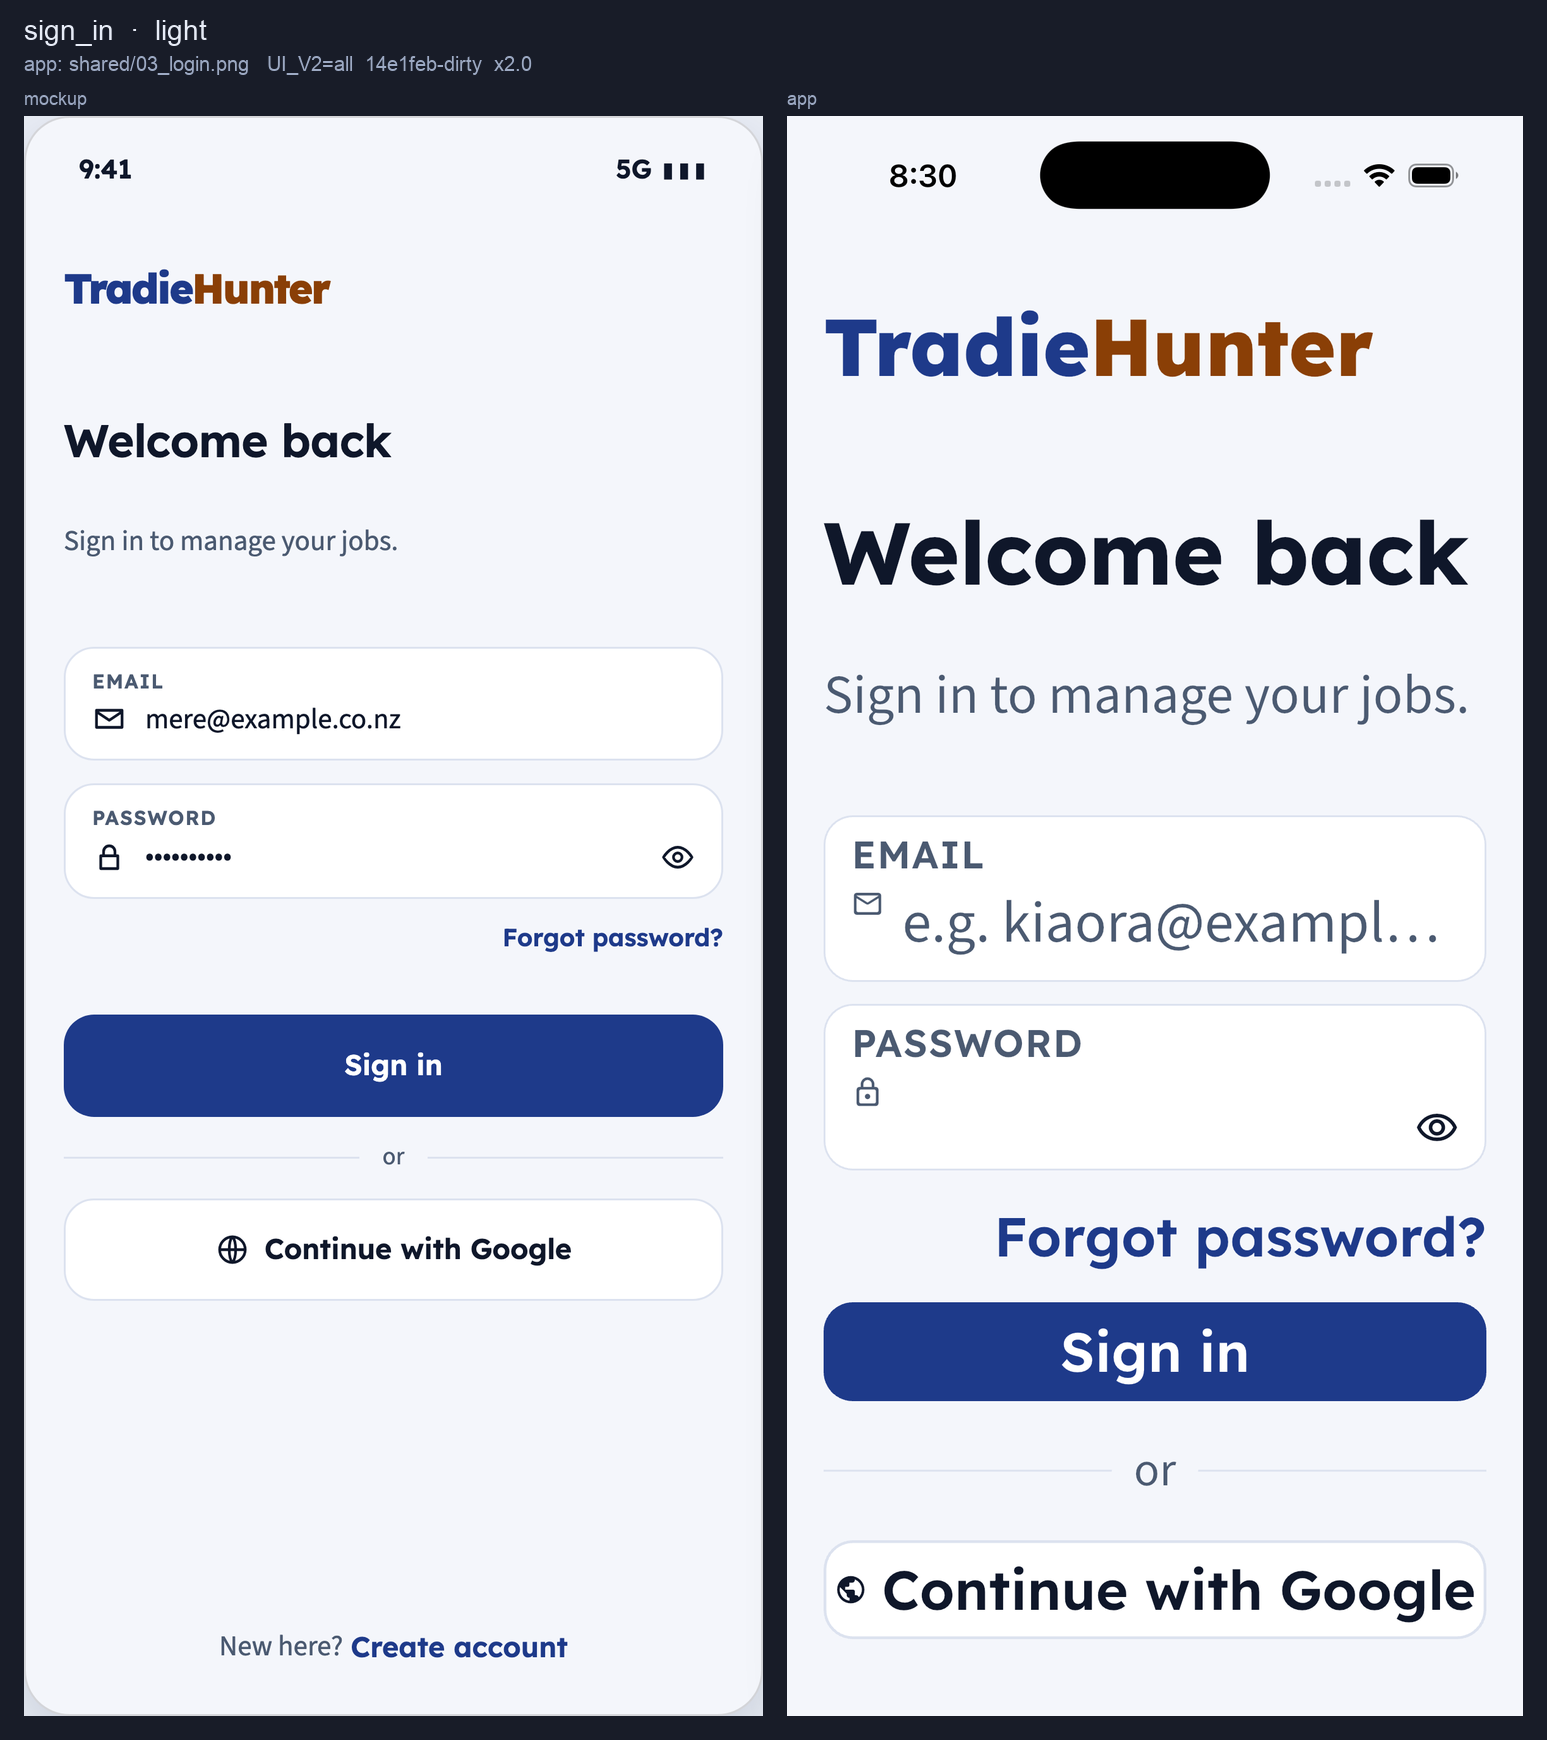 sign_in · light
app: shared/03_login.png UI_V2=all 14e1feb-dirty x2.0
mockup
9:41
5G
TradieHunter
Welcome back
Sign in to manage your jobs.
EMAIL
mere@example.co.nz
PASSWORD
••••••••••
Forgot password?
Sign in
or
Continue with Google
New here? Create account
app
8:30
TradieHunter
Welcome back
Sign in to manage your jobs.
EMAIL
e.g. kiaora@exampl...
PASSWORD
Forgot password?
Sign in
or
Continue with Google